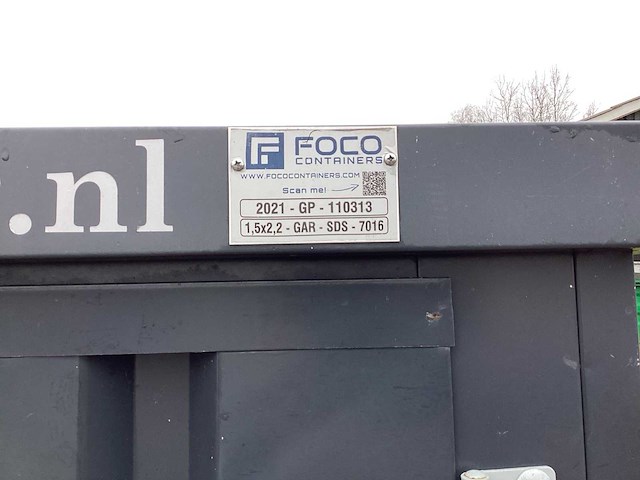 .nl
FOCO
CONTAINERS
WWW.FOCOCONTAINERS.COM
Scan me!
2021 - GP - 110313
1,5x2,2 - GAR - SDS - 7016